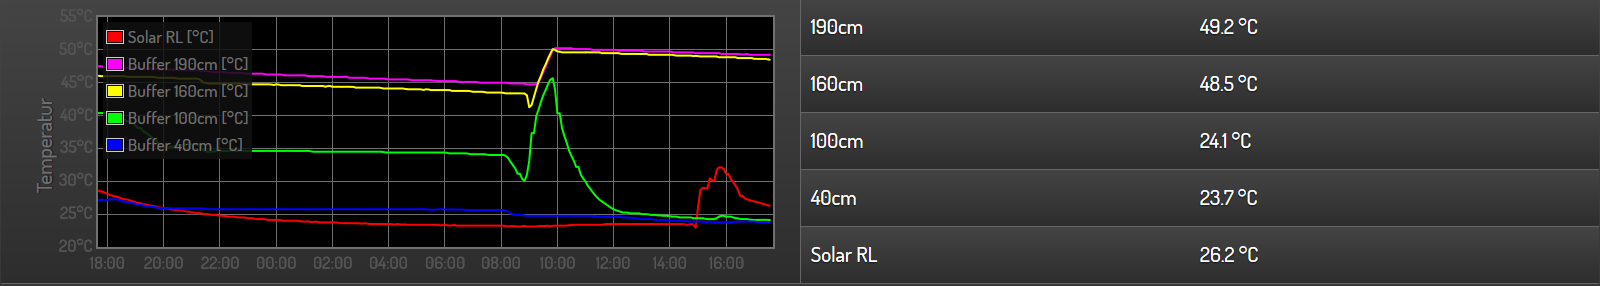 55°C
50°C
45°C
40°C
35°C
30°C
25°C
20°C
Temperatur
Solar RL [°C]
Buffer 190cm [°C]
Buffer 160cm [°C]
Buffer 100cm [°C]
Buffer 40cm [°C]
18:00 20:00 22:00 00:00 02:00 04:00 06:00 08:00 10:00 12:00 14:00 16:00
190cm 49.2 °C
160cm 48.5 °C
100cm 24.1 °C
40cm 23.7 °C
Solar RL 26.2 °C